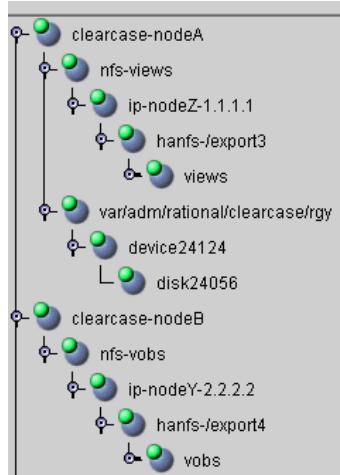 clearcase-nodeA
nfs-views
ip-nodeZ-1.1.1.1
hanfs-/export3
views
var/adm/rational/clearcase/rgy
device24124
disk24056
clearcase-nodeB
nfs-vobs
ip-nodeY-2.2.2.2
hanfs-/export4
vobs